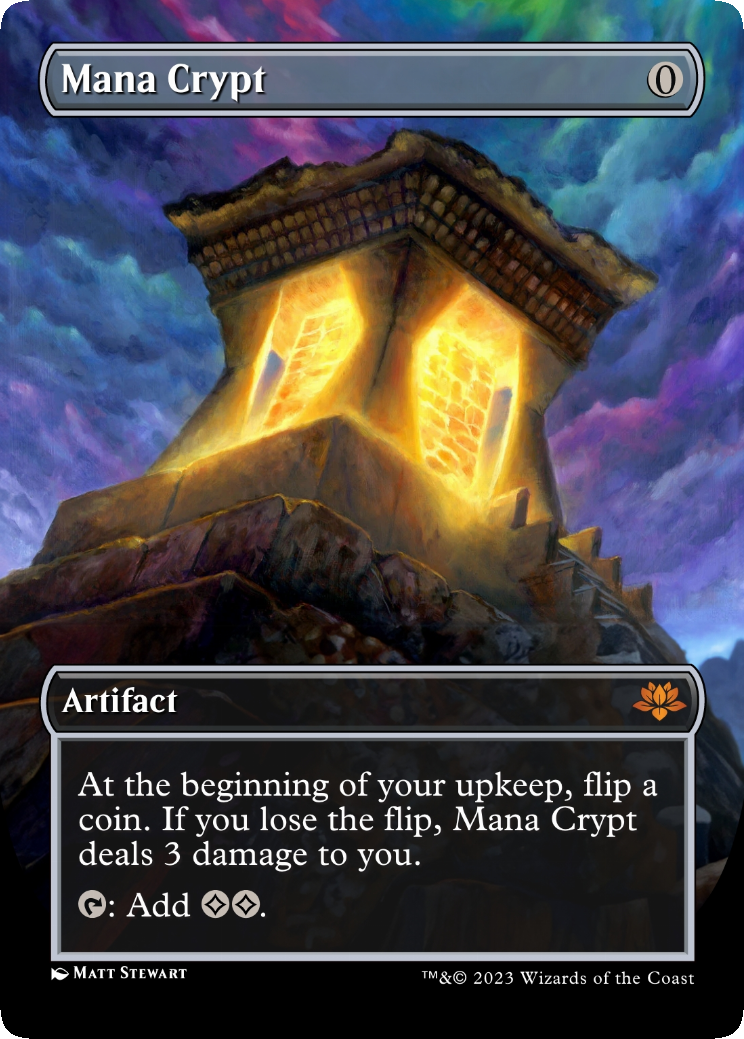 Mana Crypt 0
Artifact
At the beginning of your upkeep, flip a
coin. If you lose the flip, Mana Crypt
deals 3 damage to you.
: Add .
Matt Stewart
™&© 2023 Wizards of the Coast